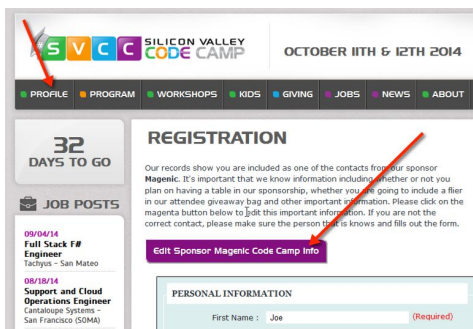 SVCC SILICON VALLEY
CODE CAMP
OCTOBER 11TH & 12TH 2014
PROFILE PROGRAM WORKSHOPS KIDS GIVING JOBS NEWS ABOUT
32
DAYS TO GO
JOB POSTS
09/04/14
Full Stack F#
Engineer
Tachyus - San Mateo
08/18/14
Support and Cloud
Operations Engineer
Cantaloupe Systems -
San Francisco (SOMA)
REGISTRATION
Our records show you are included as one of the contacts from our sponsor
Magenic. It's important that we know information including whether or not you
plan on having a table in our sponsorship, whether you are going to include a flier
in our attendee giveaway bag and other important information. Please click on the
magenta button below to edit this important information. If you are not the
correct contact, please make sure the person that is knows and fills out the form.
Edit Sponsor Magenic Code Camp Info
PERSONAL INFORMATION
First Name : Joe (Required)